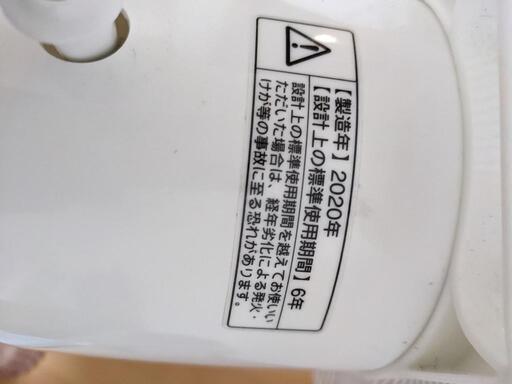 【製造年】2020年
【設計上の標準使用期間】6年
設計上の標準使用期間を越えてお使いい
ただいた場合は、経年劣化による発火・
けが等の事故に至る恐れがあります。